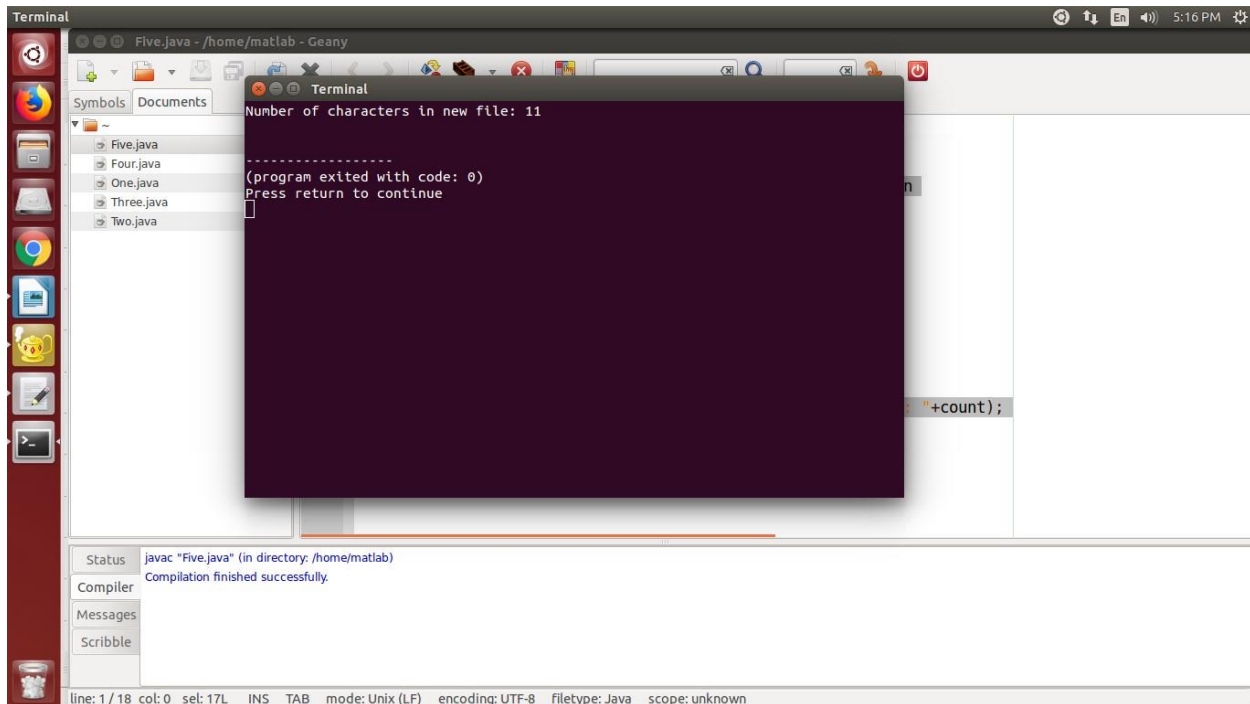 Terminal
En
5:16 PM
Five.java - /home/matlab - Geany
Symbols Documents
~
Five.java
Four.java
One.java
Three.java
Two.java
Terminal
Number of characters in new file: 11
------------------
(program exited with code: 0)
Press return to continue
n
: "+count);
Status
Compiler
Messages
Scribble
javac "Five.java" (in directory: /home/matlab)
Compilation finished successfully.
line: 1 / 18 col: 0 sel: 17L INS TAB mode: Unix (LF) encoding: UTF-8 filetype: Java scope: unknown